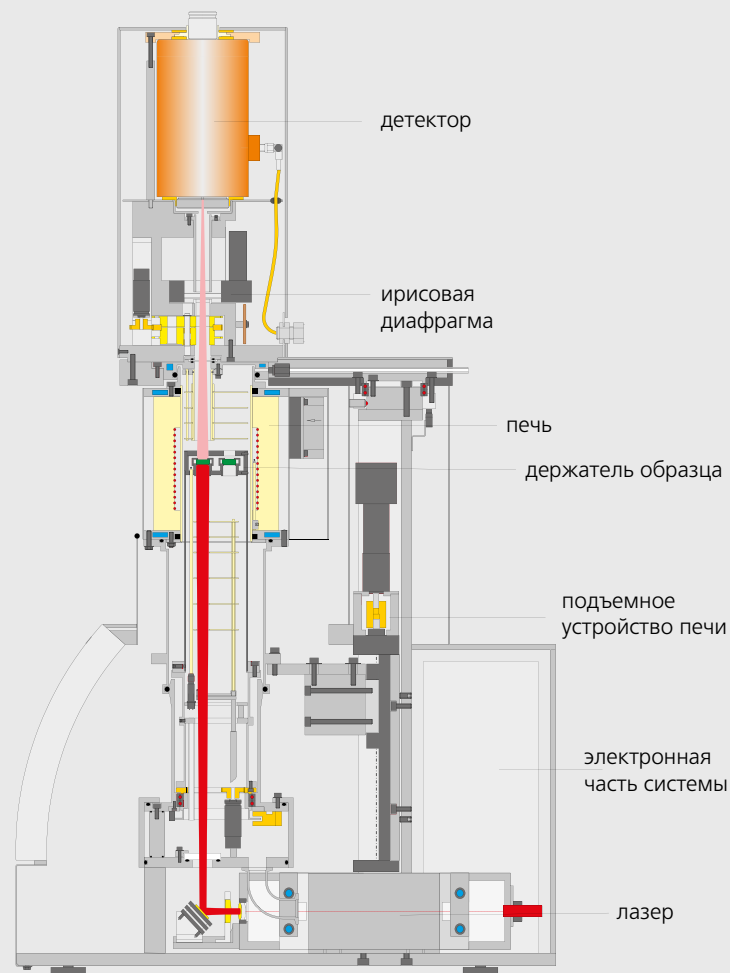 детектор
ирисовая
диафрагма
печь
держатель образца
подъемное
устройство печи
электронная
часть системы
лазер